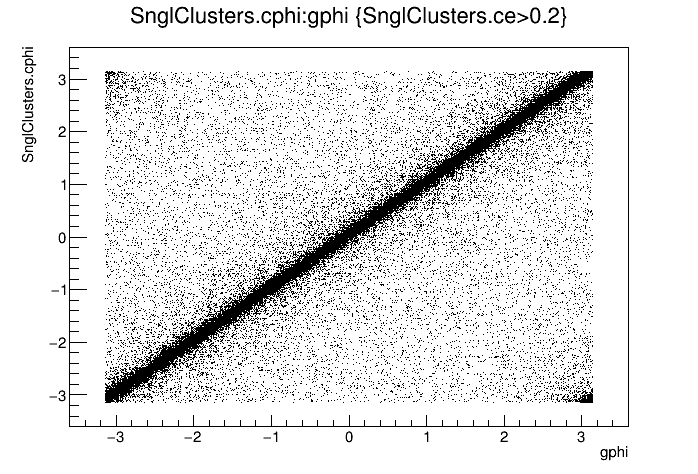 SnglClusters.cphi:gphi {SnglClusters.ce>0.2}
SnglClusters.cphi
3
2
1
0
−1
−2
−3
−3 −2 −1 0 1 2 3
gphi